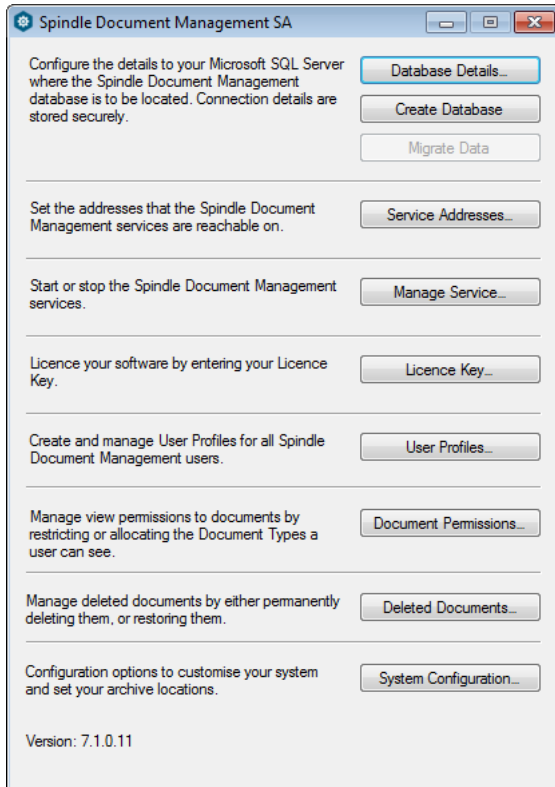 Spindle Document Management SA
Configure the details to your Microsoft SQL Server
where the Spindle Document Management
database is to be located. Connection details are
stored securely.
Database Details...
Create Database
Migrate Data
Set the addresses that the Spindle Document
Management services are reachable on.
Service Addresses...
Start or stop the Spindle Document Management
services.
Manage Service...
Licence your software by entering your Licence
Key.
Licence Key...
Create and manage User Profiles for all Spindle
Document Management users.
User Profiles...
Manage view permissions to documents by
restricting or allocating the Document Types a
user can see.
Document Permissions...
Manage deleted documents by either permanently
deleting them, or restoring them.
Deleted Documents...
Configuration options to customise your system
and set your archive locations.
System Configuration...
Version: 7.1.0.11